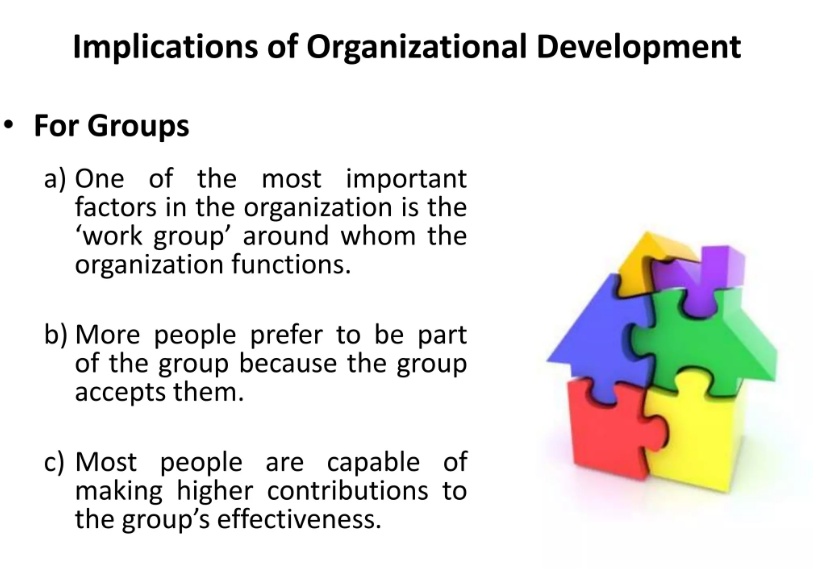 Implications of Organizational Development
• For Groups
a) One of the most important
factors in the organization is the
‘work group’ around whom the
organization functions.
b) More people prefer to be part
of the group because the group
accepts them.
c) Most people are capable of
making higher contributions to
the group’s effectiveness.